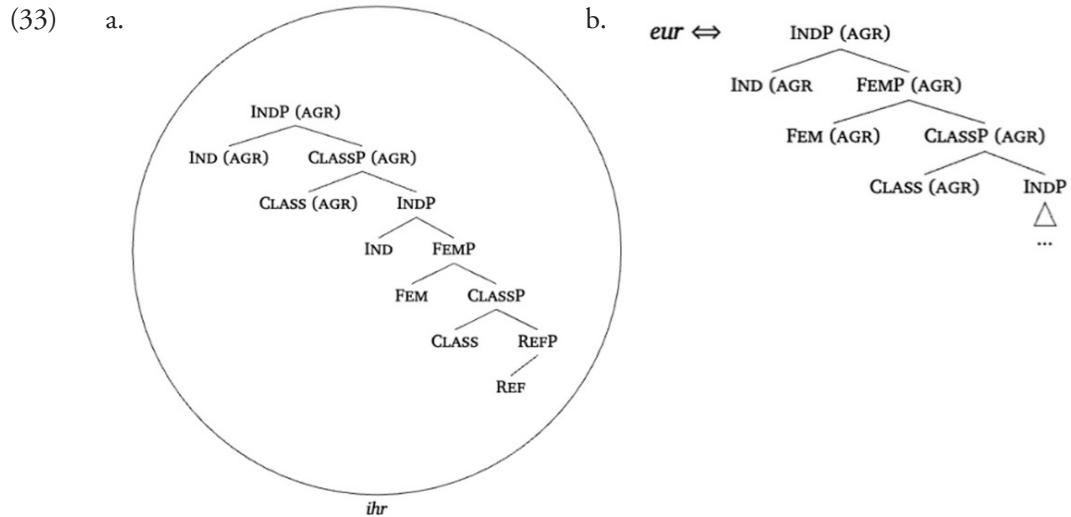 (33) a.
INDP (AGR)
IND (AGR) CLASSP (AGR)
CLASS (AGR) INDP
IND FEMP
FEM CLASSP
CLASS REFP
REF
ihr
b.
eur ⇔ INDP (AGR)
IND (AGR FEMP (AGR)
FEM (AGR) CLASSP (AGR)
CLASS (AGR) INDP
...